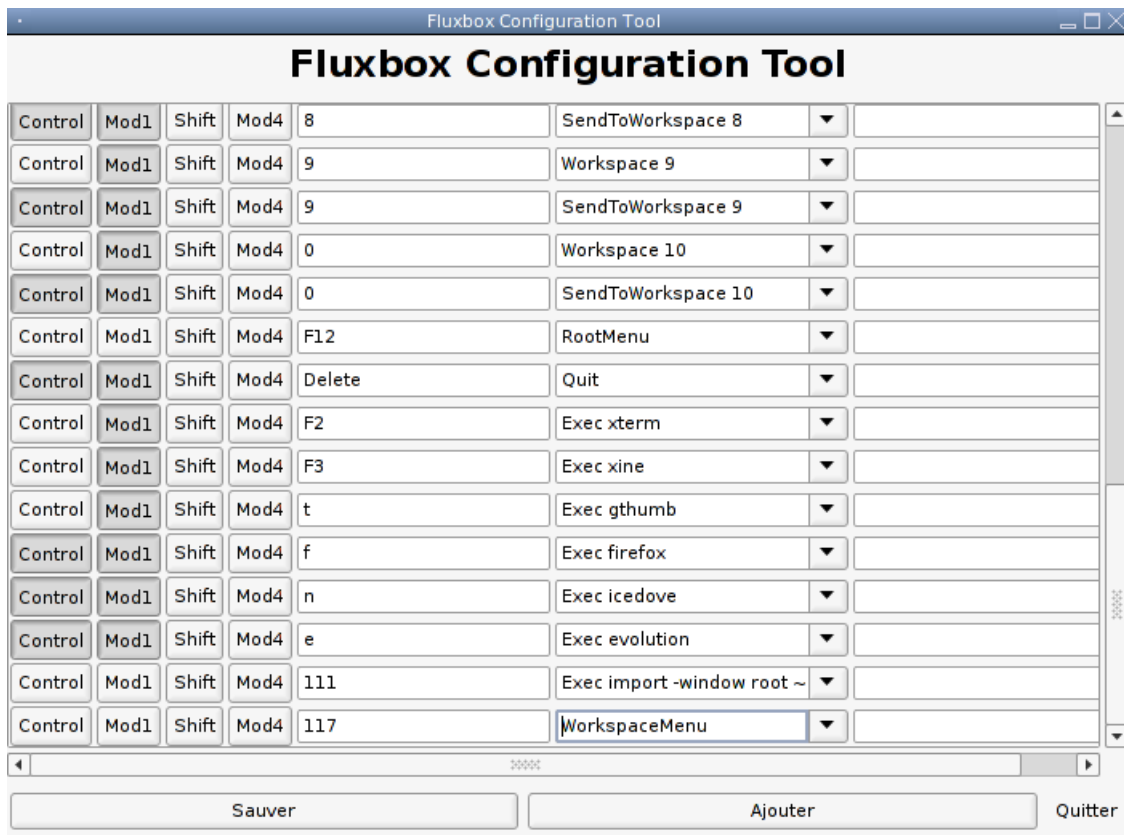 Fluxbox Configuration Tool
Fluxbox Configuration Tool
Control Mod1 Shift Mod4 8 SendToWorkspace 8
Control Mod1 Shift Mod4 9 Workspace 9
Control Mod1 Shift Mod4 9 SendToWorkspace 9
Control Mod1 Shift Mod4 0 Workspace 10
Control Mod1 Shift Mod4 0 SendToWorkspace 10
Control Mod1 Shift Mod4 F12 RootMenu
Control Mod1 Shift Mod4 Delete Quit
Control Mod1 Shift Mod4 F2 Exec xterm
Control Mod1 Shift Mod4 F3 Exec xine
Control Mod1 Shift Mod4 t Exec gthumb
Control Mod1 Shift Mod4 f Exec firefox
Control Mod1 Shift Mod4 n Exec icedove
Control Mod1 Shift Mod4 e Exec evolution
Control Mod1 Shift Mod4 111 Exec import -window root ~
Control Mod1 Shift Mod4 117 WorkspaceMenu
Sauver Ajouter Quitter